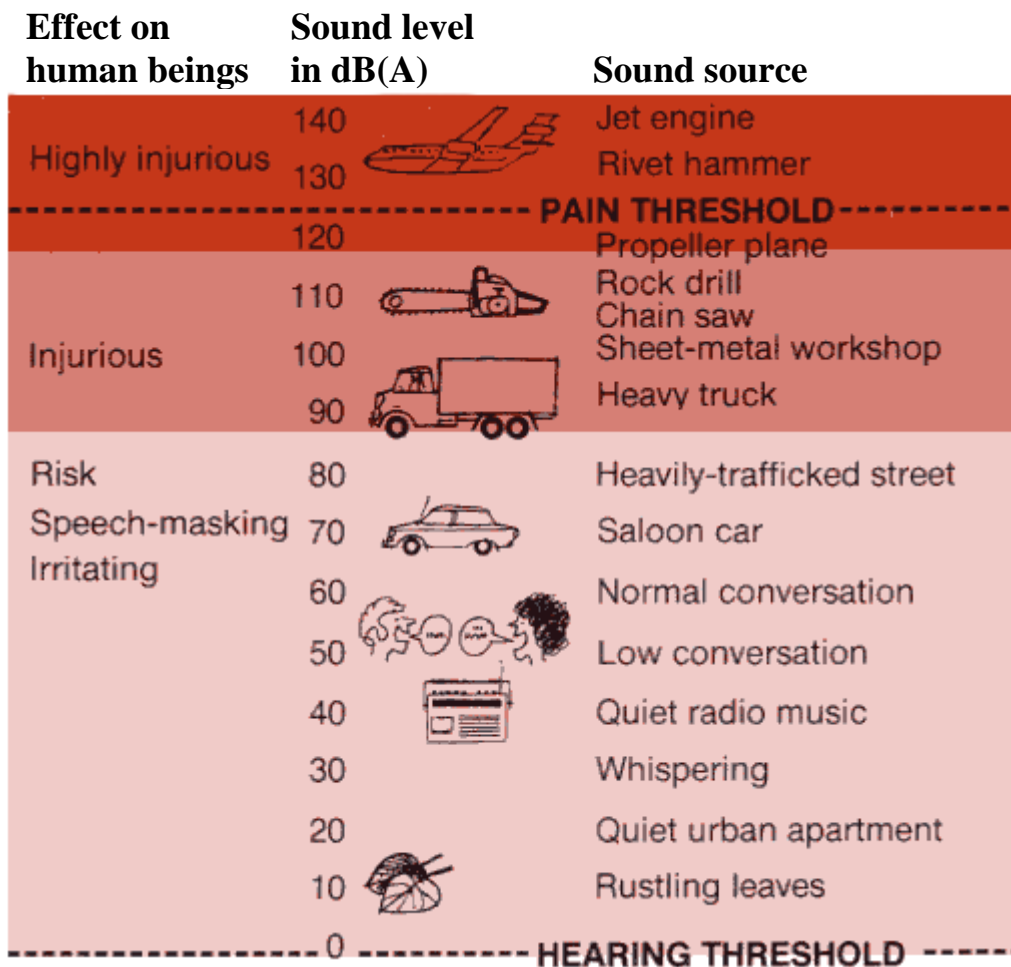 Effect on human beings Sound level in dB(A) Sound source
140 Jet engine
Highly injurious 130 Rivet hammer
PAIN THRESHOLD
120 Propeller plane
110 Rock drill
Chain saw
Injurious 100 Sheet-metal workshop
90 Heavy truck
Risk 80 Heavily-trafficked street
Speech-masking 70 Saloon car
Irritating
60 Normal conversation
50 Low conversation
40 Quiet radio music
30 Whispering
20 Quiet urban apartment
10 Rustling leaves
0 HEARING THRESHOLD